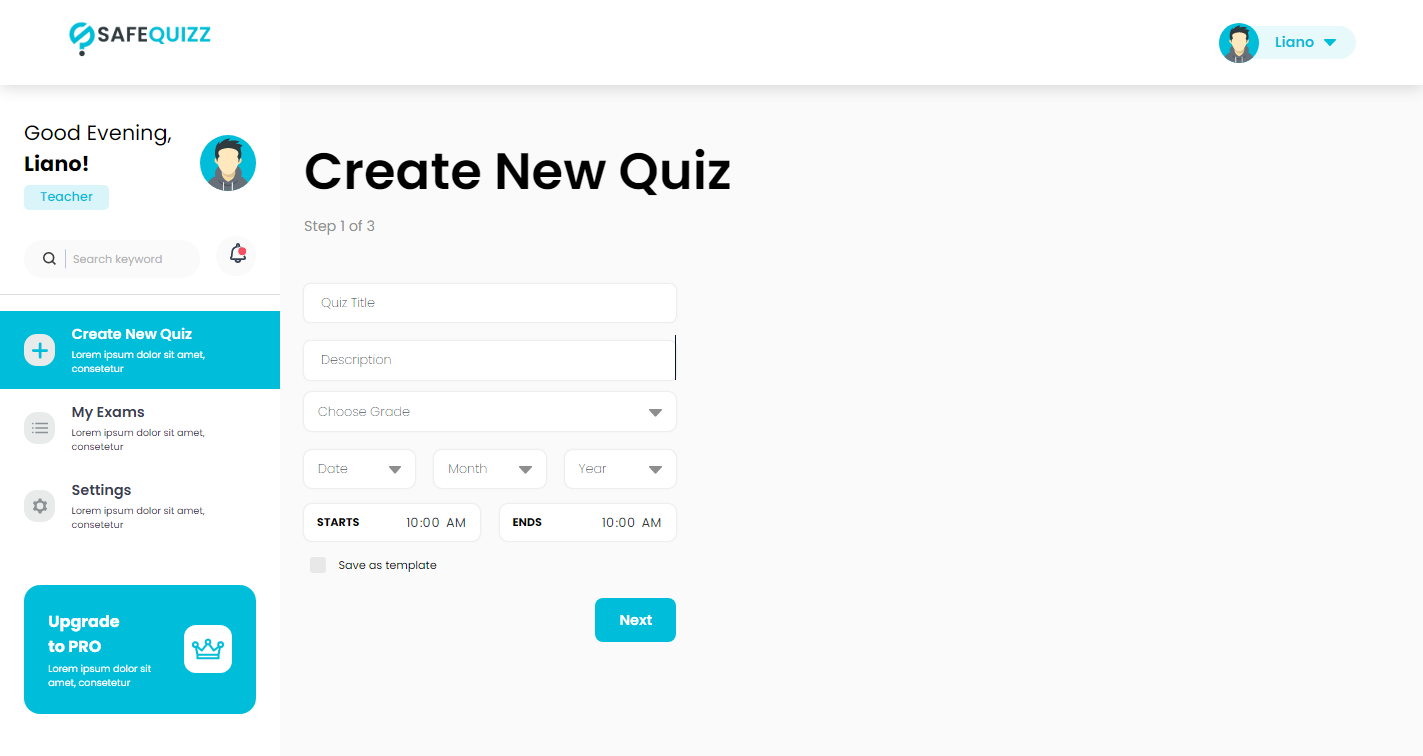 SAFEQUIZZ
Liano
Good Evening,
Liano!
Teacher
Search keyword
Create New Quiz
Lorem ipsum dolor sit amet,
consetetur
My Exams
Lorem ipsum dolor sit amet,
consetetur
Settings
Lorem ipsum dolor sit amet,
consetetur
Upgrade
to PRO
Lorem ipsum dolor sit
amet, consetetur
Create New Quiz
Step 1 of 3
Quiz Title
Description
Choose Grade
Date Month Year
STARTS 10:00 AM ENDS 10:00 AM
Save as template
Next